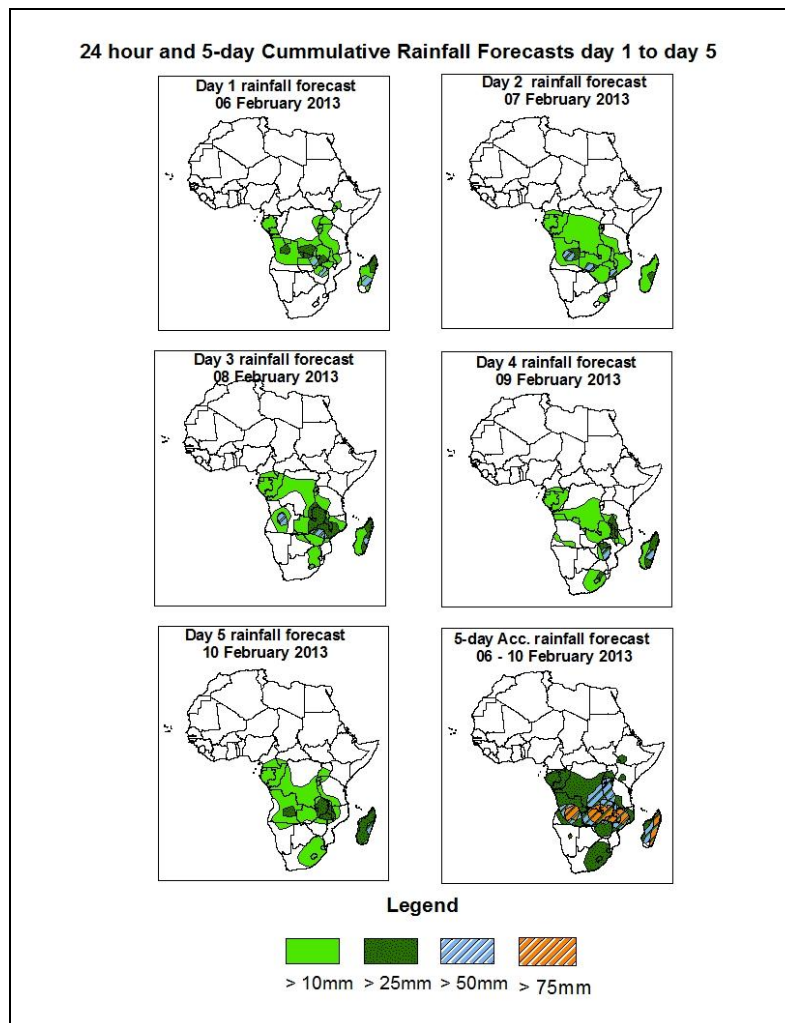 24 hour and 5-day Cummulative Rainfall Forecasts day 1 to day 5
Day 1 rainfall forecast
06 February 2013
Day 2 rainfall forecast
07 February 2013
Day 3 rainfall forecast
08 February 2013
Day 4 rainfall forecast
09 February 2013
Day 5 rainfall forecast
10 February 2013
5-day Acc. rainfall forecast
06 - 10 February 2013
Legend
> 10mm > 25mm > 50mm > 75mm